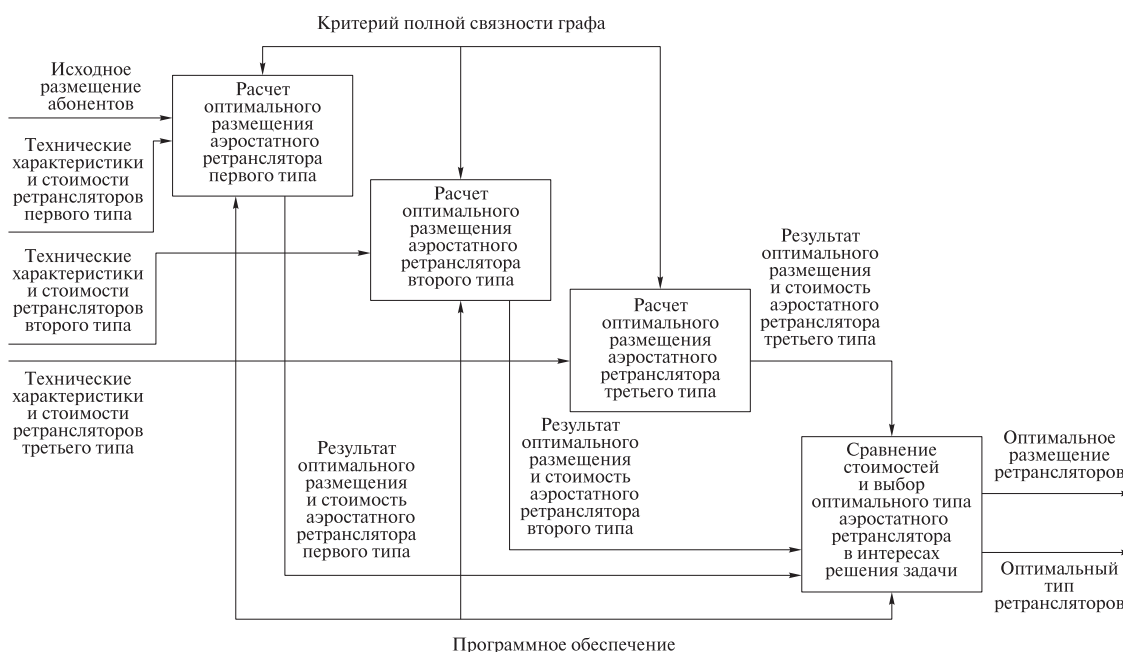 Критерий полной связности графа
Исходное
размещение
абонентов
Расчет
оптимального
размещения
аэростатного
ретранслятора
первого типа
Технические
характеристики
и стоимости
ретрансляторов
первого типа
Расчет
оптимального
размещения
аэростатного
ретранслятора
второго типа
Технические
характеристики
и стоимости
ретрансляторов
второго типа
Результат
оптимального
размещения
и стоимость
аэростатного
ретранслятора
третьего типа
Расчет
оптимального
размещения
аэростатного
ретранслятора
третьего типа
Технические
характеристики
и стоимости
ретрансляторов
третьего типа
Результат
оптимального
размещения
и стоимость
аэростатного
ретранслятора
первого типа
Результат
оптимального
размещения
и стоимость
аэростатного
ретранслятора
второго типа
Сравнение
стоимостей
и выбор
оптимального типа
аэростатного
ретранслятора
в интересах
решения задачи
Оптимальное
размещение
ретрансляторов
Оптимальный
тип
ретрансляторов
Программное обеспечение